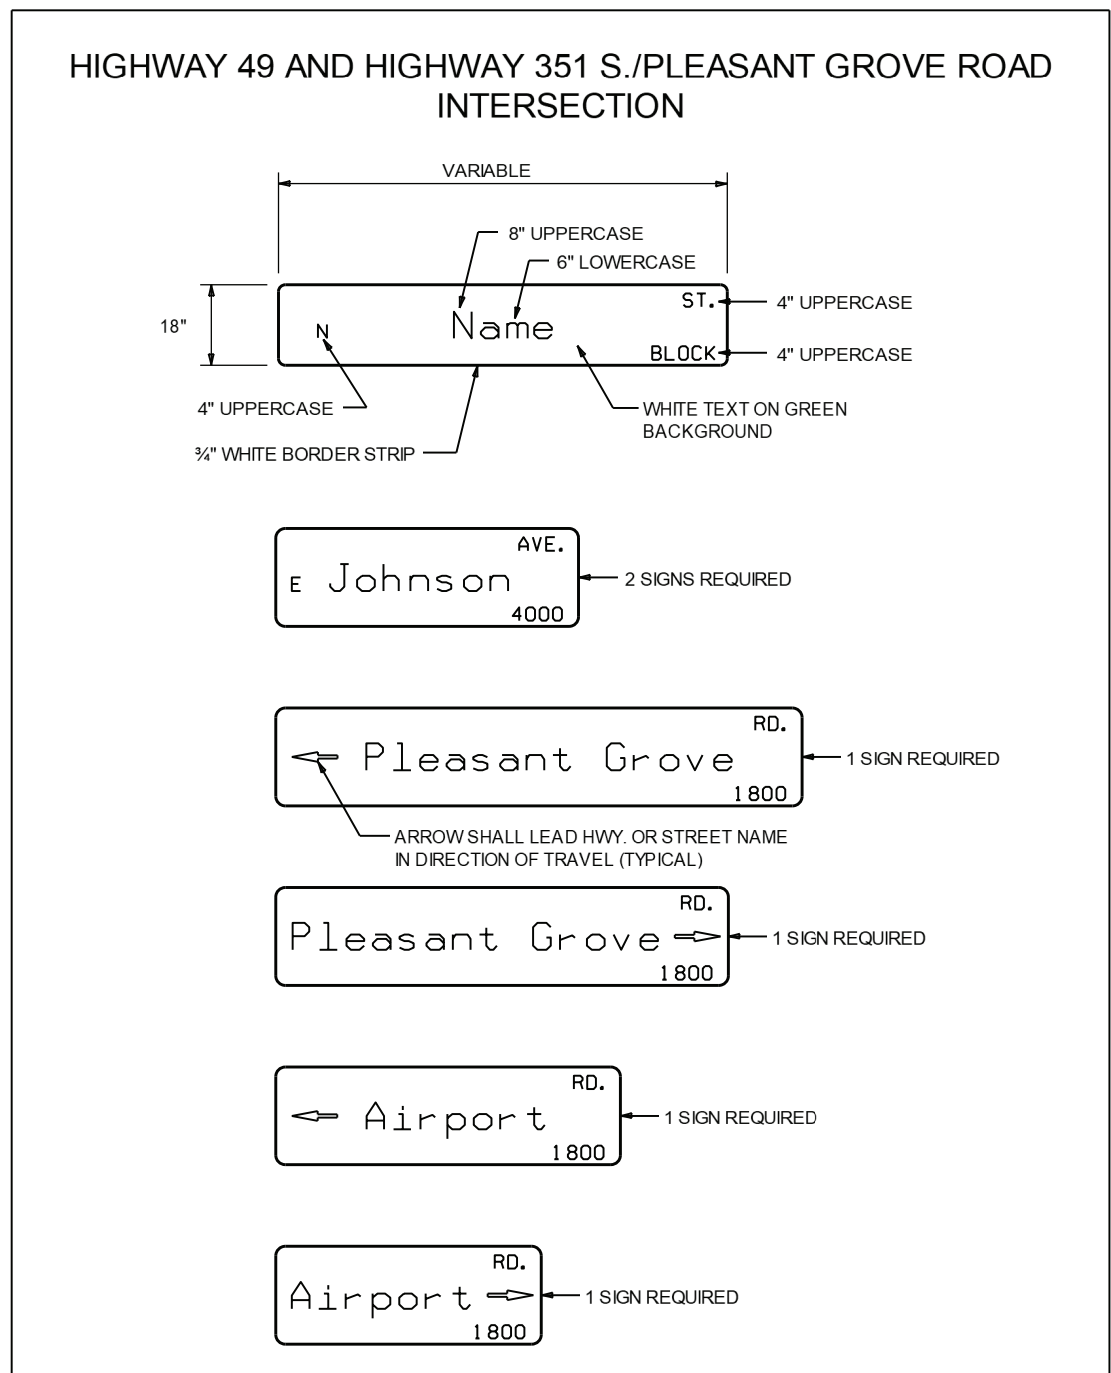 HIGHWAY 49 AND HIGHWAY 351 S./PLEASANT GROVE ROAD
INTERSECTION
VARIABLE
8" UPPERCASE
6" LOWERCASE
18"
N
Name
ST.
4" UPPERCASE
BLOCK
4" UPPERCASE
4" UPPERCASE
WHITE TEXT ON GREEN
BACKGROUND
¾" WHITE BORDER STRIP
AVE.
E Johnson
4000
2 SIGNS REQUIRED
RD.
Pleasant Grove
1800
1 SIGN REQUIRED
ARROW SHALL LEAD HWY. OR STREET NAME
IN DIRECTION OF TRAVEL (TYPICAL)
RD.
Pleasant Grove
1800
1 SIGN REQUIRED
RD.
Airport
1800
1 SIGN REQUIRED
RD.
Airport
1800
1 SIGN REQUIRED